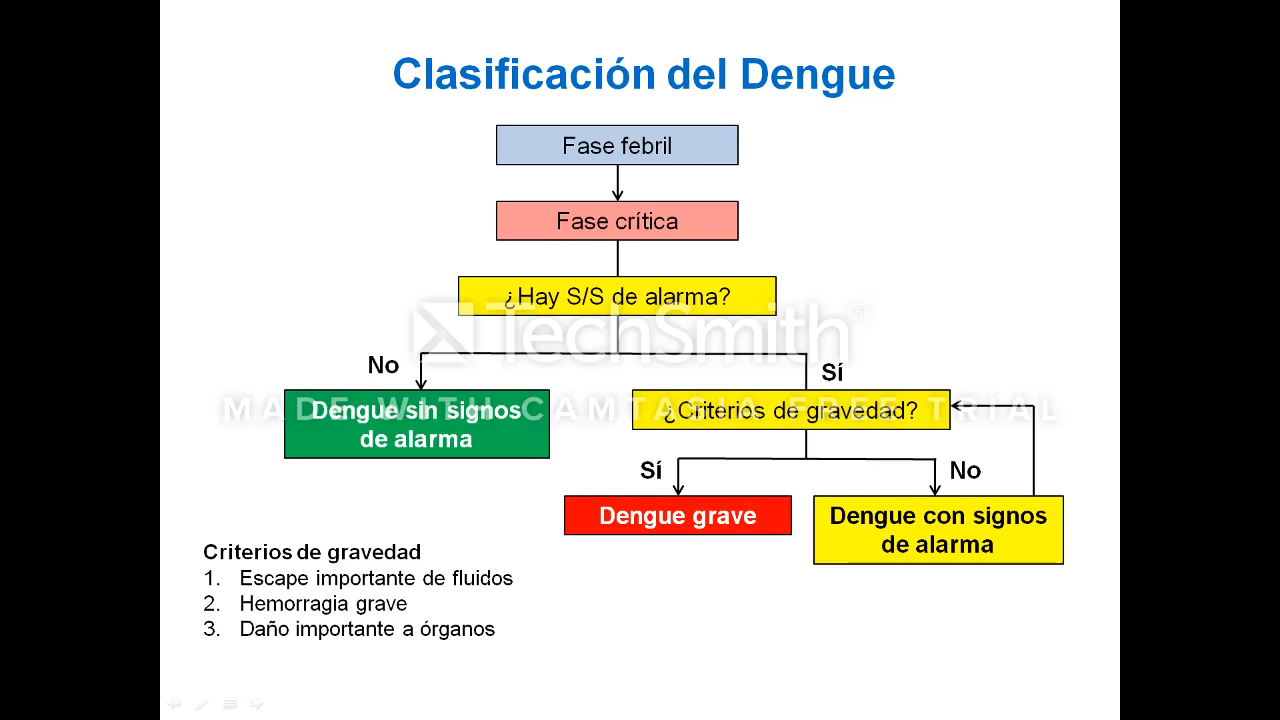 Clasificación del Dengue
Fase febril
Fase crítica
¿Hay S/S de alarma?
TechSmith®
No
Sí
MADE WITH CAMTASIA FREE TRIAL
Dengue sin signos
de alarma
¿Criterios de gravedad?
Sí
No
Dengue grave
Dengue con signos
de alarma
Criterios de gravedad
1. Escape importante de fluidos
2. Hemorragia grave
3. Daño importante a órganos